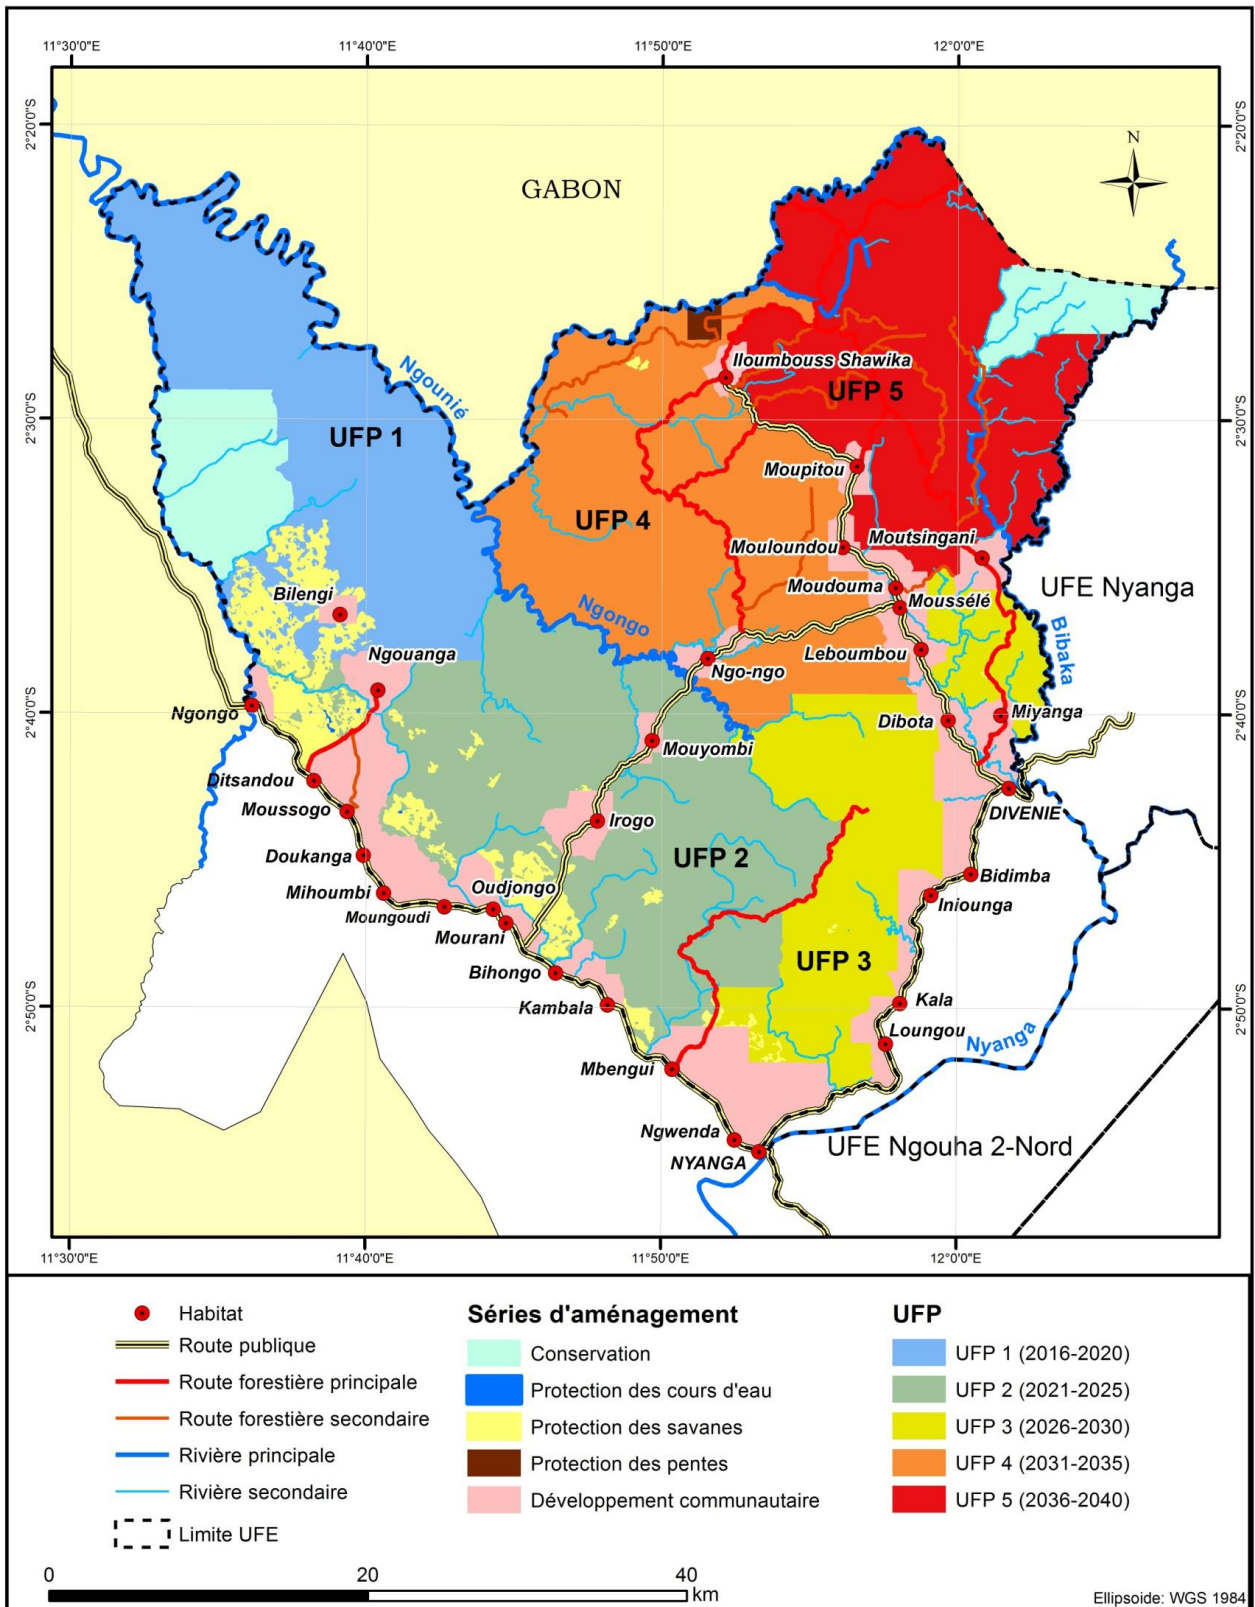 11°30'0"E
11°40'0"E
11°50'0"E
12°0'0"E
2°20'0"S
2°20'0"S
N
GABON
Ngounié
Iloumbouss Shawika
UFP 5
2°30'0"S
2°30'0"S
UFP 1
Moupitou
UFP 4
Mouloundou
Moutsingani
Moudouma
UFE Nyanga
Bilengi
Moussélé
Ngongo
Bibaka
Ngouanga
Leboumbou
Ngo-ngo
Ngongo
2°40'0"S
2°40'0"S
Dibota
Miyanga
Mouyombi
Ditsandou
DIVENIE
Moussogo
Irogo
Doukanga
UFP 2
Bidimba
Mihoumbi
Oudjongo
Iniounga
Moungoudi
Mourani
UFP 3
Bihongo
Kambala
Kala
2°50'0"S
2°50'0"S
Loungou
Nyanga
Mbengui
Ngwenda
NYANGA
UFE Ngouha 2-Nord
11°30'0"E
11°40'0"E
11°50'0"E
12°0'0"E
Habitat
Route publique
Route forestière principale
Route forestière secondaire
Rivière principale
Rivière secondaire
Limite UFE
Séries d'aménagement
Conservation
Protection des cours d'eau
Protection des savanes
Protection des pentes
Développement communautaire
UFP
UFP 1 (2016-2020)
UFP 2 (2021-2025)
UFP 3 (2026-2030)
UFP 4 (2031-2035)
UFP 5 (2036-2040)
0
20
40
km
Ellipsoide: WGS 1984